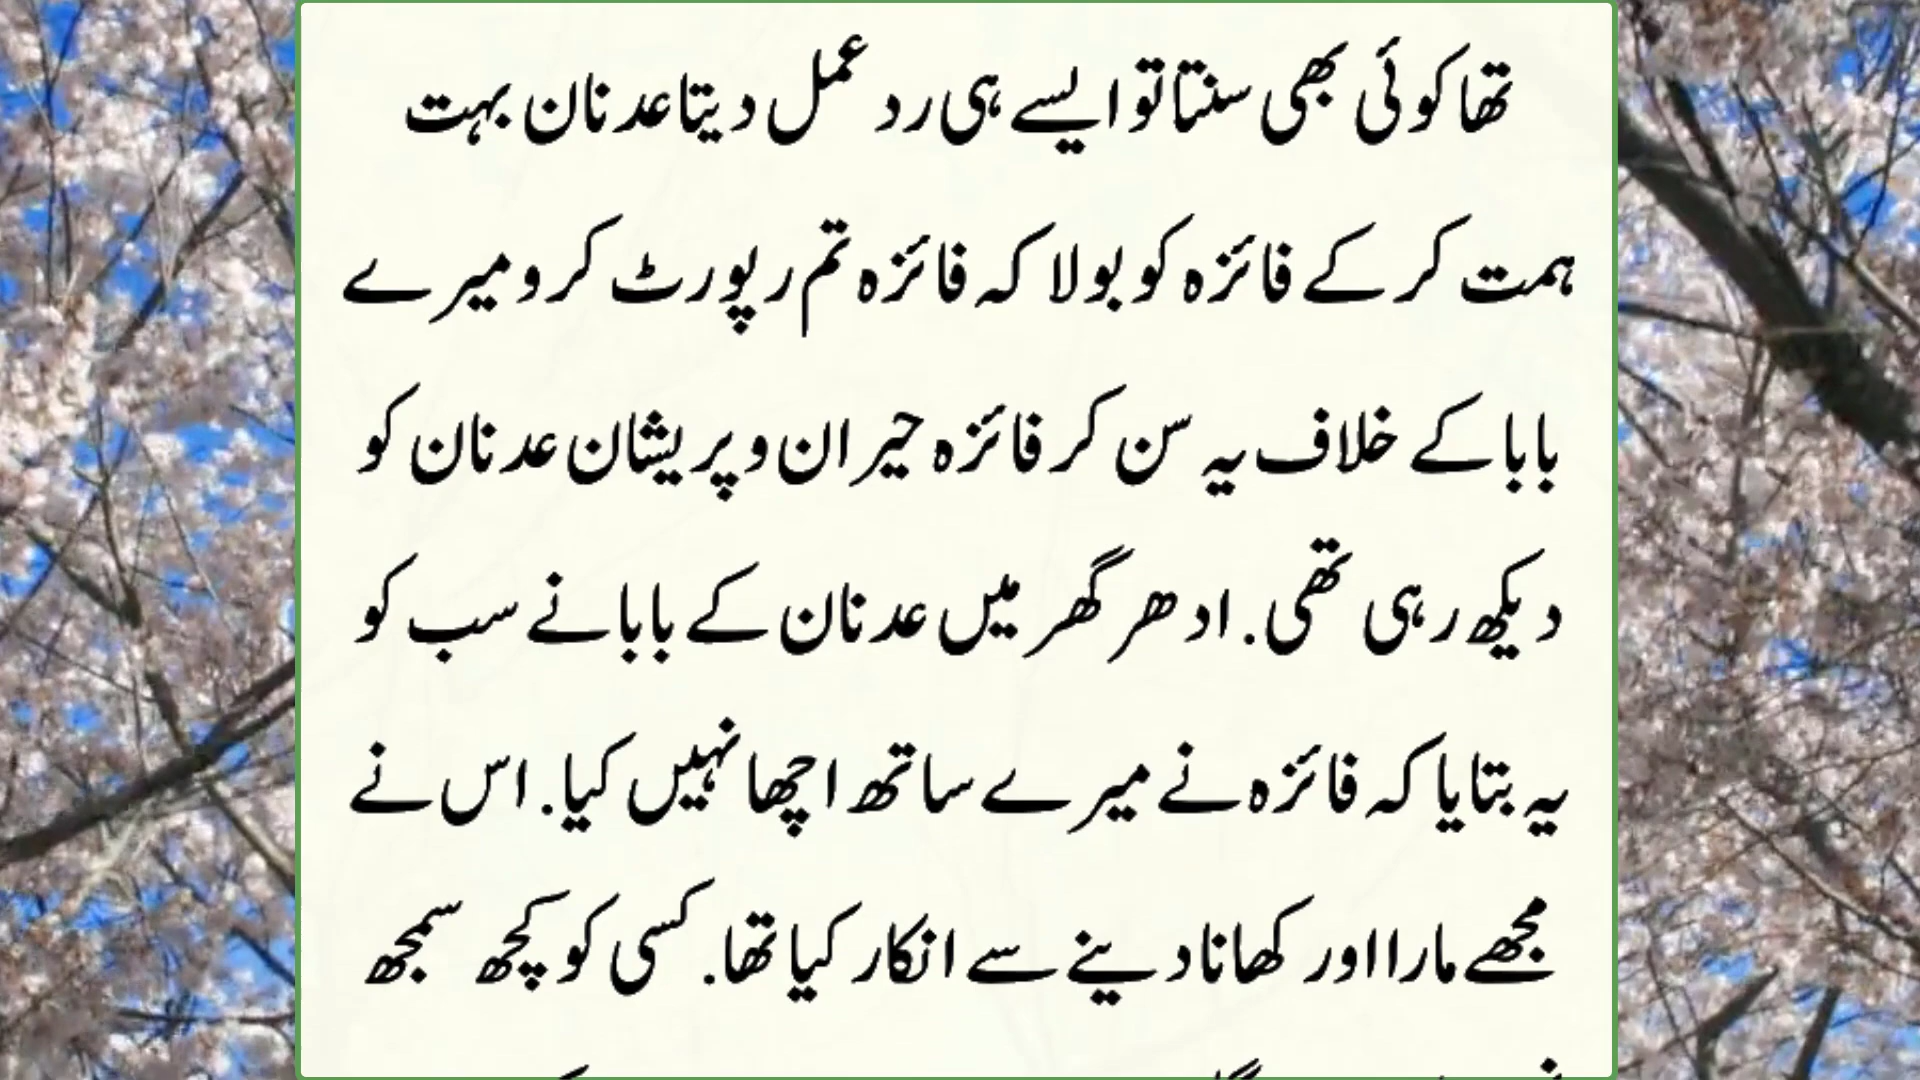 تھا کوئی بھی سنتا تو ایسے ہی رد عمل دیتا عدنان بہت
ہمت کر کے فائزہ کو بولا کہ فائزہ تم رپورٹ کرو میرے
بابا کے خلاف یہ سن کر فائزہ حیران و پریشان عدنان کو
دیکھ رہی تھی. ادھر گھر میں عدنان کے بابا نے سب کو
یہ بتایا کہ فائزہ نے میرے ساتھ اچھا نہیں کیا. اس نے
مجھے مارا اور کھانا دینے سے انکار کیا تھا. کسی کو کچھ سمجھ